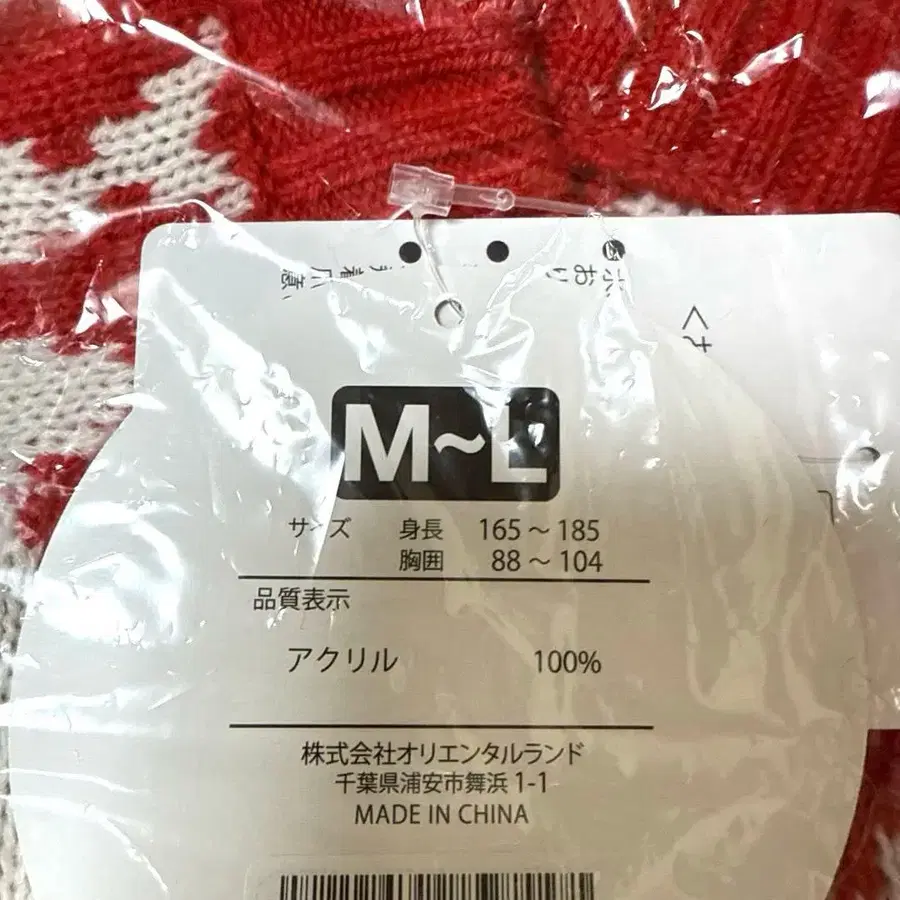 M~L
サイズ 身長 165～185
胸囲 88～104
品質表示
アクリル 100%
株式会社オリエンタルランド
千葉県浦安市舞浜 1-1
MADE IN CHINA